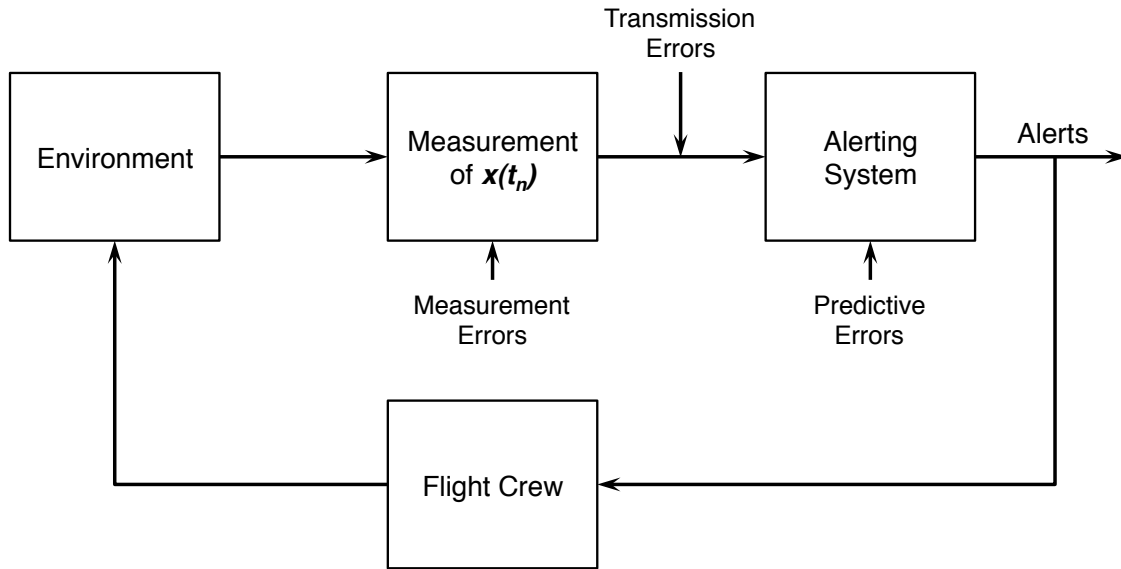 Transmission
Errors
Environment
Measurement
of x(tₙ)
Alerting
System
Alerts
Measurement
Errors
Predictive
Errors
Flight Crew